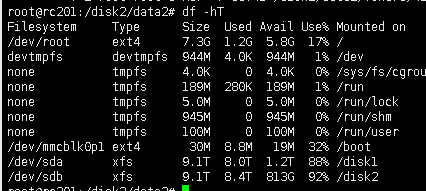 root@rc201:/disk2/data2# df -hT
Filesystem Type Size Used Avail Use% Mounted on
/dev/root ext4 7.3G 1.2G 5.8G 17% /
devtmpfs devtmpfs 944M 4.0K 944M 1% /dev
none tmpfs 4.0K 0 4.0K 0% /sys/fs/cgrou
none tmpfs 189M 280K 189M 1% /run
none tmpfs 5.0M 0 5.0M 0% /run/lock
none tmpfs 945M 0 945M 0% /run/shm
none tmpfs 100M 0 100M 0% /run/user
/dev/mmcblk0p1 ext4 30M 8.8M 19M 32% /boot
/dev/sda xfs 9.1T 8.0T 1.2T 88% /disk1
/dev/sdb xfs 9.1T 8.4T 813G 92% /disk2
root@rc201:/disk2/data2#